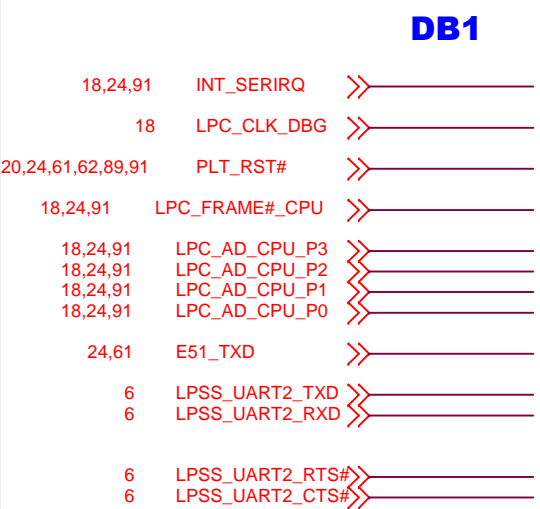 DB1
18,24,91 INT_SERIRQ
18 LPC_CLK_DBG
20,24,61,62,89,91 PLT_RST#
18,24,91 LPC_FRAME#_CPU
18,24,91 LPC_AD_CPU_P3
18,24,91 LPC_AD_CPU_P2
18,24,91 LPC_AD_CPU_P1
18,24,91 LPC_AD_CPU_P0
24,61 E51_TXD
6 LPSS_UART2_TXD
6 LPSS_UART2_RXD
6 LPSS_UART2_RTS#
6 LPSS_UART2_CTS#